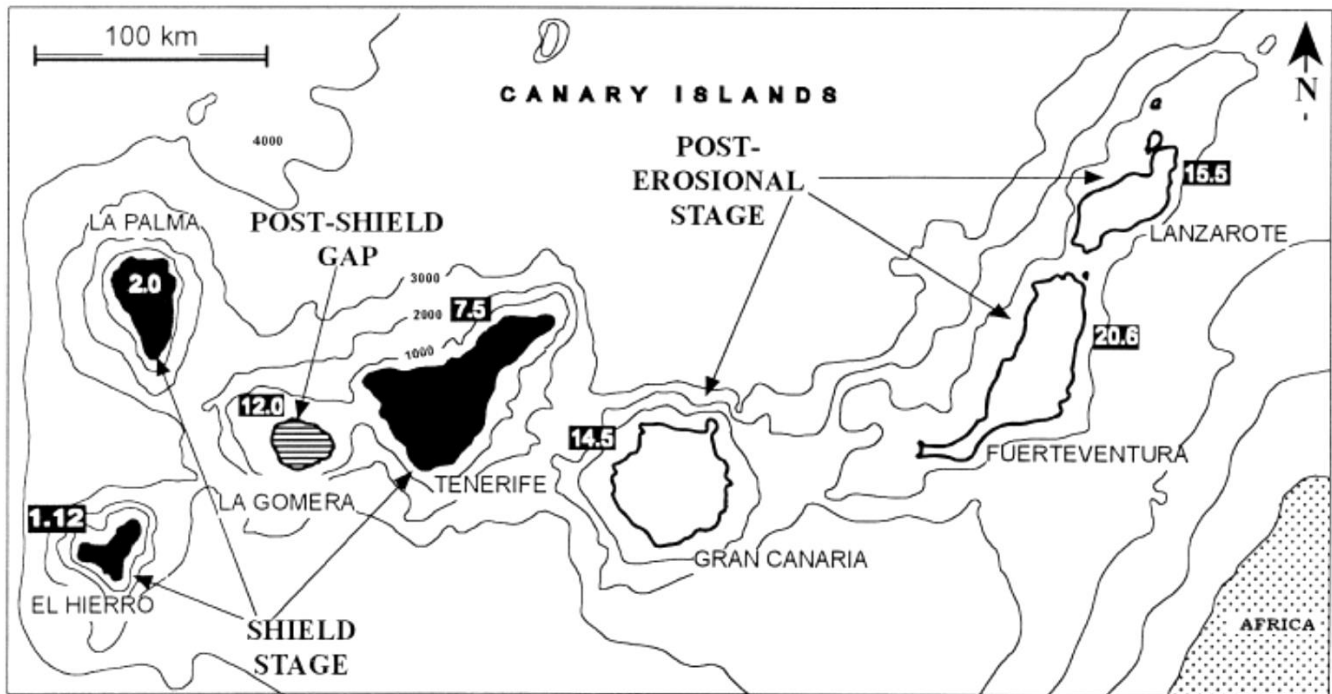 100 km
CANARY ISLANDS
N
4000
POST-
EROSIONAL
STAGE
15.5
LANZAROTE
LA PALMA
POST-SHIELD
GAP
2.0
3000
2000
7.5
1000
20.6
12.0
14.5
FUERTEVENTURA
LA GOMERA
TENERIFE
1.12
GRAN CANARIA
EL HIERRO
SHIELD
STAGE
AFRICA